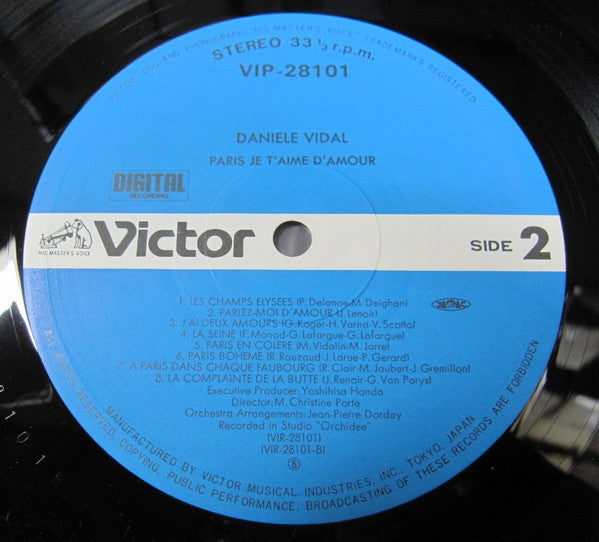 VICTOR, DOG AND PHONOGRAPH, "HIS MASTER'S VOICE" TRADEMARKS REGISTERED.
STEREO 33 1/3 r.p.m.
VIP-28101
DANIELE VIDAL
PARIS JE T'AIME D'AMOUR
DIGITAL
RECORDING
HIS MASTER'S VOICE
Victor
SIDE 2
1. LES CHAMPS ELYSEES (P. Delanoe-M. Deighan)
2. PARLEZ-MOI D'AMOUR (J. Lenoir)
3. J'AI DEUX AMOURS (G. Koger-H. Varna-V. Scotto)
4. LA SEINE (F. Monod-G. Lafargue-G. Lafargue)
5. PARIS EN COLERE (M. Vidalin-M. Jarre)
6. PARIS BOHEME (R. Rouzaud-J. Larue-P. Gerard)
7. A PARIS DANS CHAQUE FAUBOURG (R. Clair-M. Jaubert-J. Gremillon)
8. LA COMPLAINTE DE LA BUTTE (J. Renoir-G. Van Parys)
Executive Producer: Yoshihisa Honda
Director: M. Christine Porte
Orchestra Arrangements: Jean-Pierre Dorday
Recorded in Studio "Orchidee"
(VIR-28101)
(VIR-28101-B)
8
ALL RIGHTS RESERVED. COPYING, PUBLIC PERFORMANCE, BROADCASTING OF THESE RECORDS ARE FORBIDDEN
MANUFACTURED BY VICTOR MUSICAL INDUSTRIES, INC., TOKYO, JAPAN